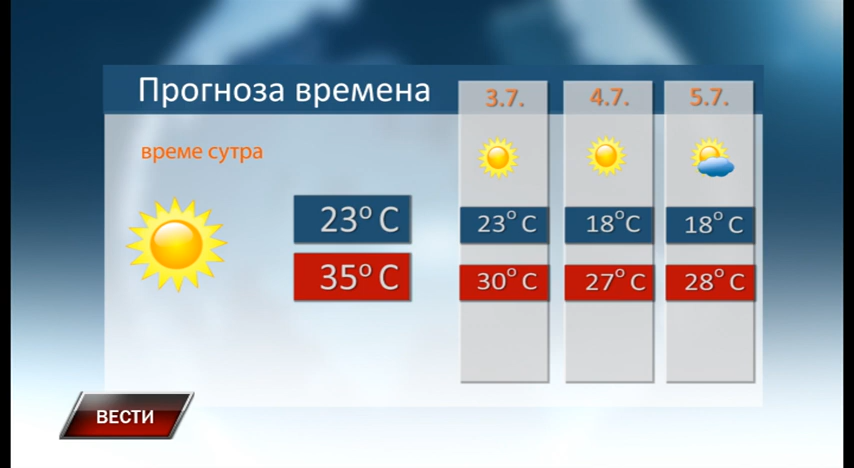 Прогноза времена
време сутра
23° C
35° C
3.7.
23° C
30° C
4.7.
18°C
27° C
5.7.
18° C
28° C
ВЕСТИ